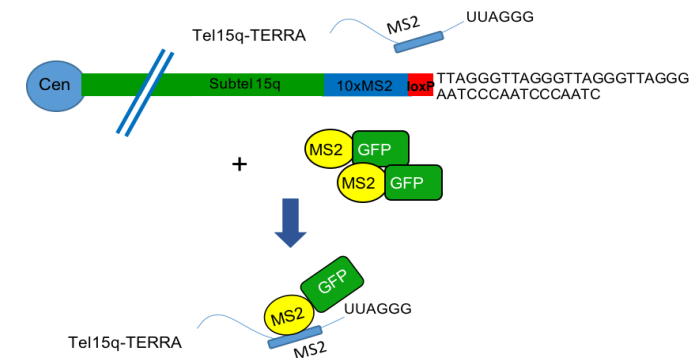 MS2
UUAGGG
Tel15q-TERRA
Cen
Subtel 15q
10xMS2
loxP
TTAGGGTTAGGGTTAGGGTTAGGG
AATCCCAATCCCAATC
+
MS2
GFP
MS2
GFP
GFP
MS2
UUAGGG
Tel15q-TERRA
MS2